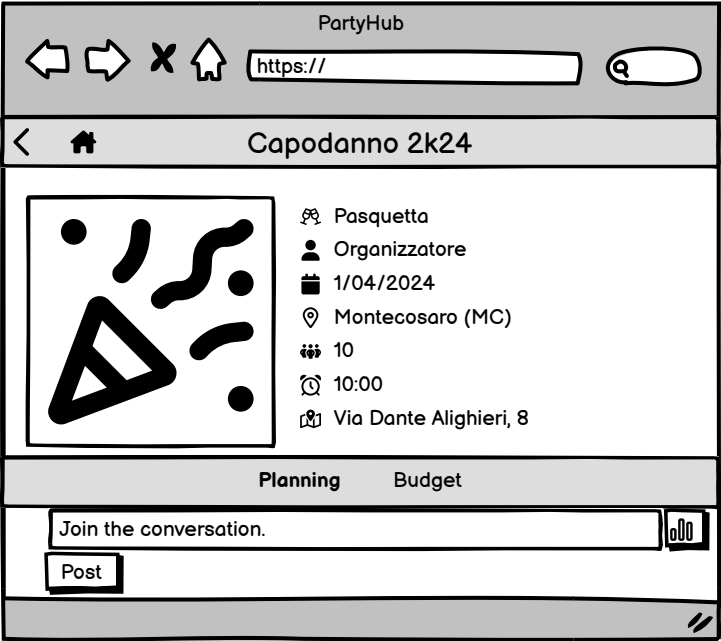 PartyHub
https://
Capodanno 2k24
Pasquetta
Organizzatore
1/04/2024
Montecosaro (MC)
10
10:00
Via Dante Alighieri, 8
Planning Budget
Join the conversation.
Post